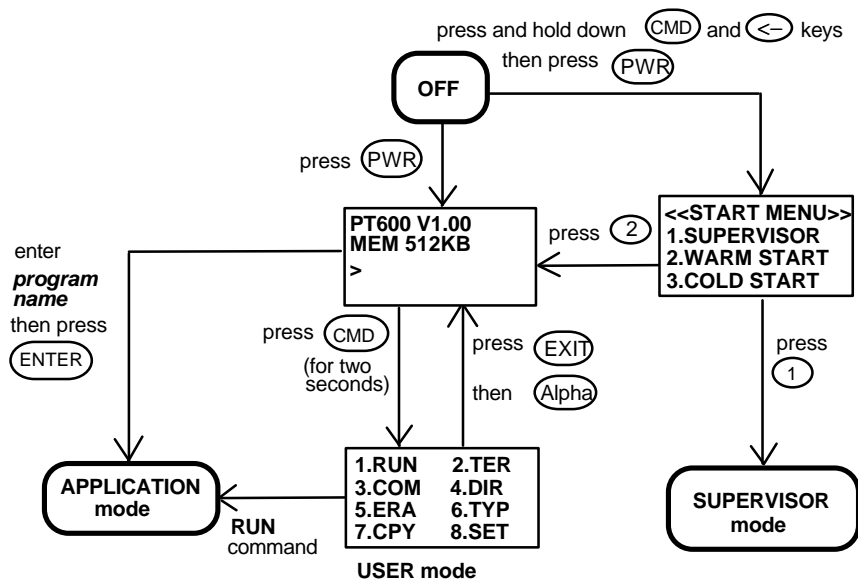 press and hold down CMD and <– keys
then press PWR
OFF
press PWR
PT600 V1.00
MEM 512KB
>
press 2
<<START MENU>>
1.SUPERVISOR
2.WARM START
3.COLD START
enter
program
name
then press
ENTER
press CMD
(for two
seconds)
press EXIT
then Alpha
press
1
APPLICATION
mode
RUN
command
1.RUN 2.TER
3.COM 4.DIR
5.ERA 6.TYP
7.CPY 8.SET
USER mode
SUPERVISOR
mode